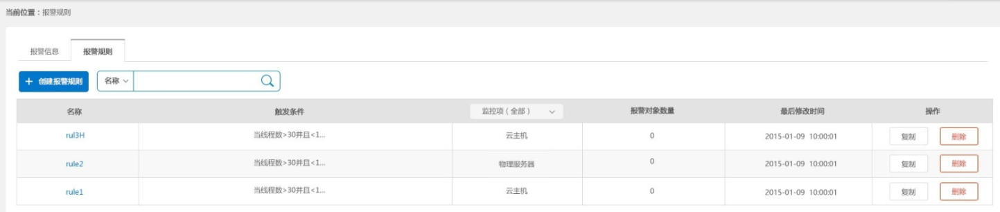 当前位置：报警规则
报警信息 报警规则
＋ 创建报警规则 名称
名称 触发条件 监控项（全部） 报警对象数量 最后修改时间 操作
rul3H 当线程数>30并且<1... 云主机 0 2015-01-09 10:00:01 复制 删除
rule2 当线程数>30并且<1... 物理服务器 0 2015-01-09 10:00:01 复制 删除
rule1 当线程数>30并且<1... 云主机 0 2015-01-09 10:00:01 复制 删除